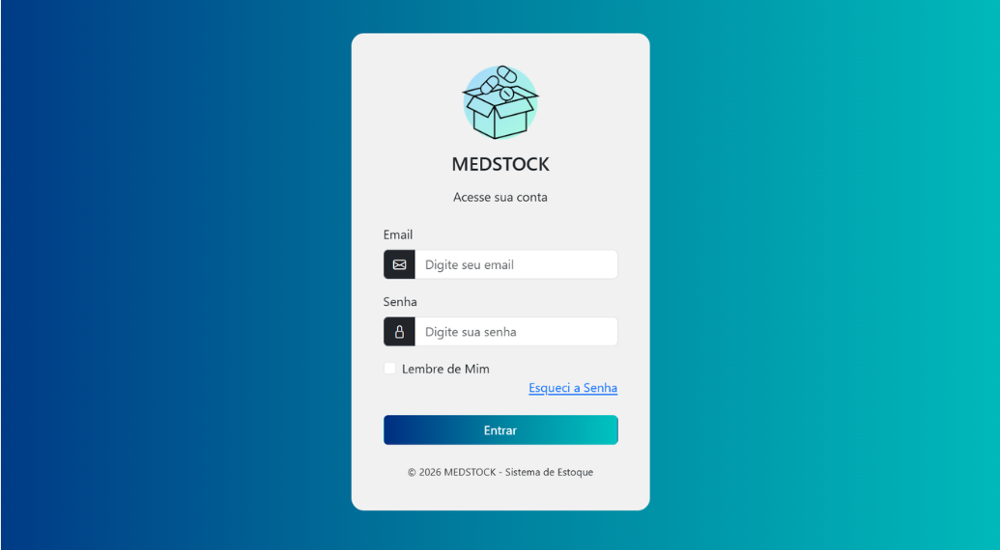 MEDSTOCK
Acesse sua conta
Email
Digite seu email
Senha
Digite sua senha
Lembre de Mim
Esqueci a Senha
Entrar
© 2026 MEDSTOCK - Sistema de Estoque